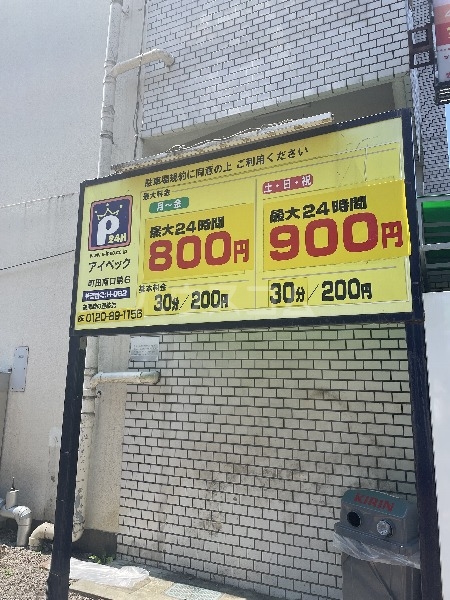 駐車場規約に同意の上 ご利用ください
最大料金
月〜金
最大24時間
800円
基本料金
30分/200円
土・日・祝
最大24時間
900円
30分/200円
P
24H
アイペック
町田南口第6
0120-89-1156
KIRIN